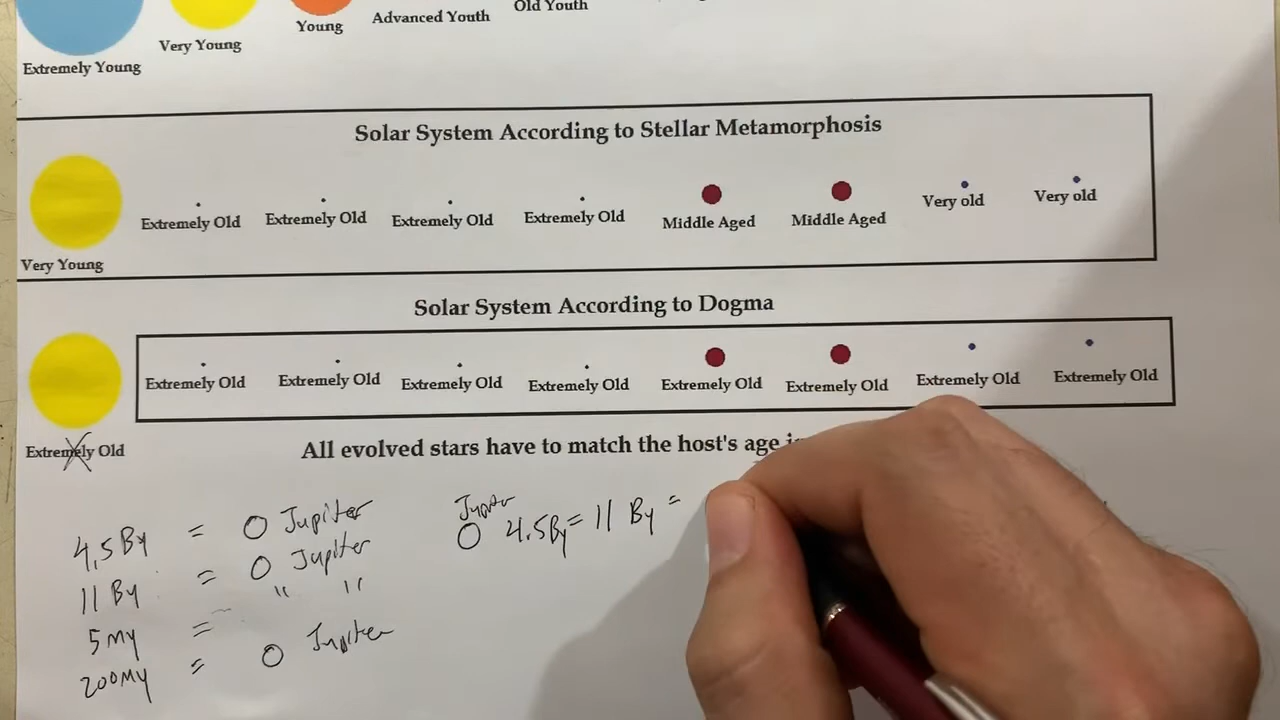 Old Youth
Advanced Youth
Young
Very Young
Extremely Young
Solar System According to Stellar Metamorphosis
Extremely Old Extremely Old Extremely Old Extremely Old Middle Aged Middle Aged Very old Very old
Very Young
Solar System According to Dogma
Extremely Old Extremely Old Extremely Old Extremely Old Extremely Old Extremely Old Extremely Old Extremely Old
Extremely Old
All evolved stars have to match the host's age
4.5 By = O Jupiter
11 By = O Jupiter
5 My = " "
200 My = O Jupiter
Jupiter
O 4.5 By = 11 By =